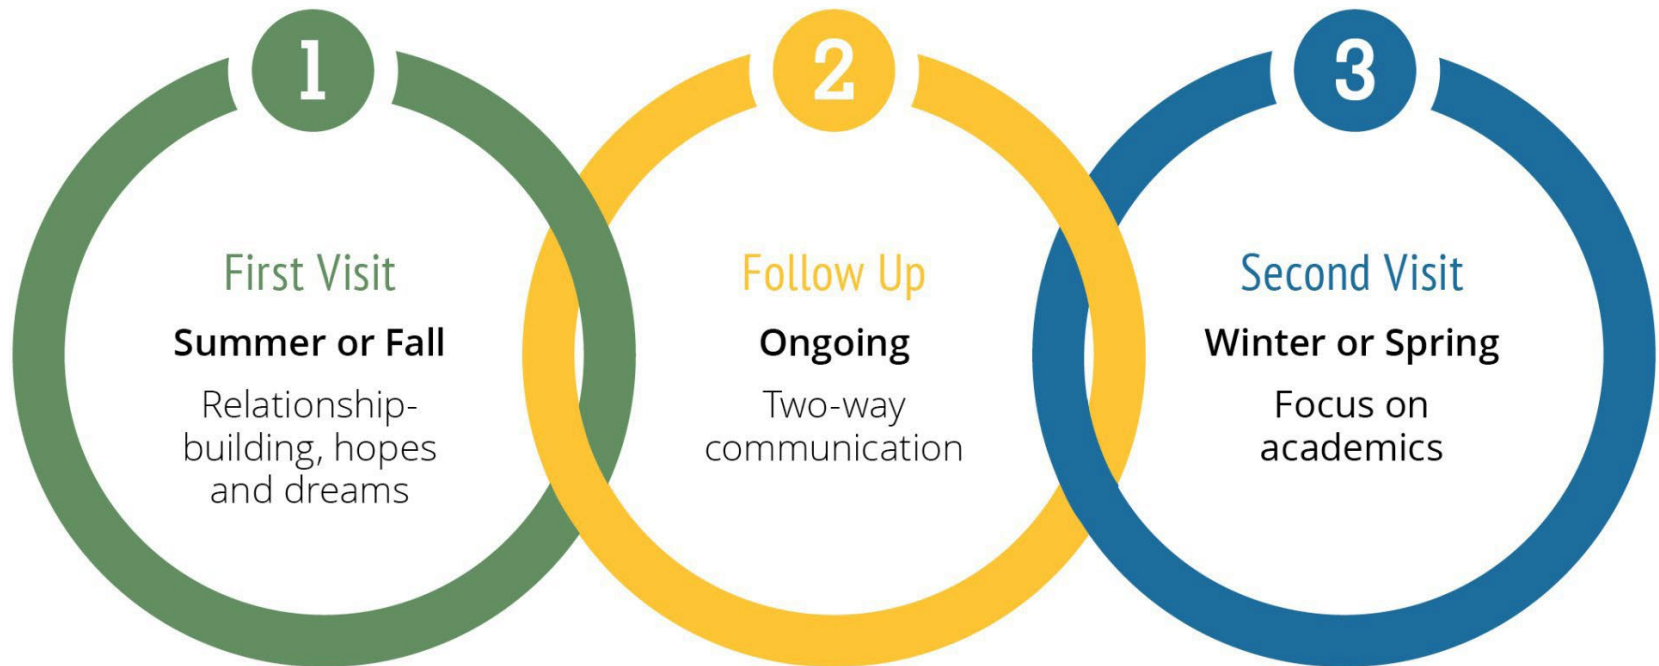 1
First Visit
Summer or Fall
Relationship-
building, hopes
and dreams
2
Follow Up
Ongoing
Two-way
communication
3
Second Visit
Winter or Spring
Focus on
academics